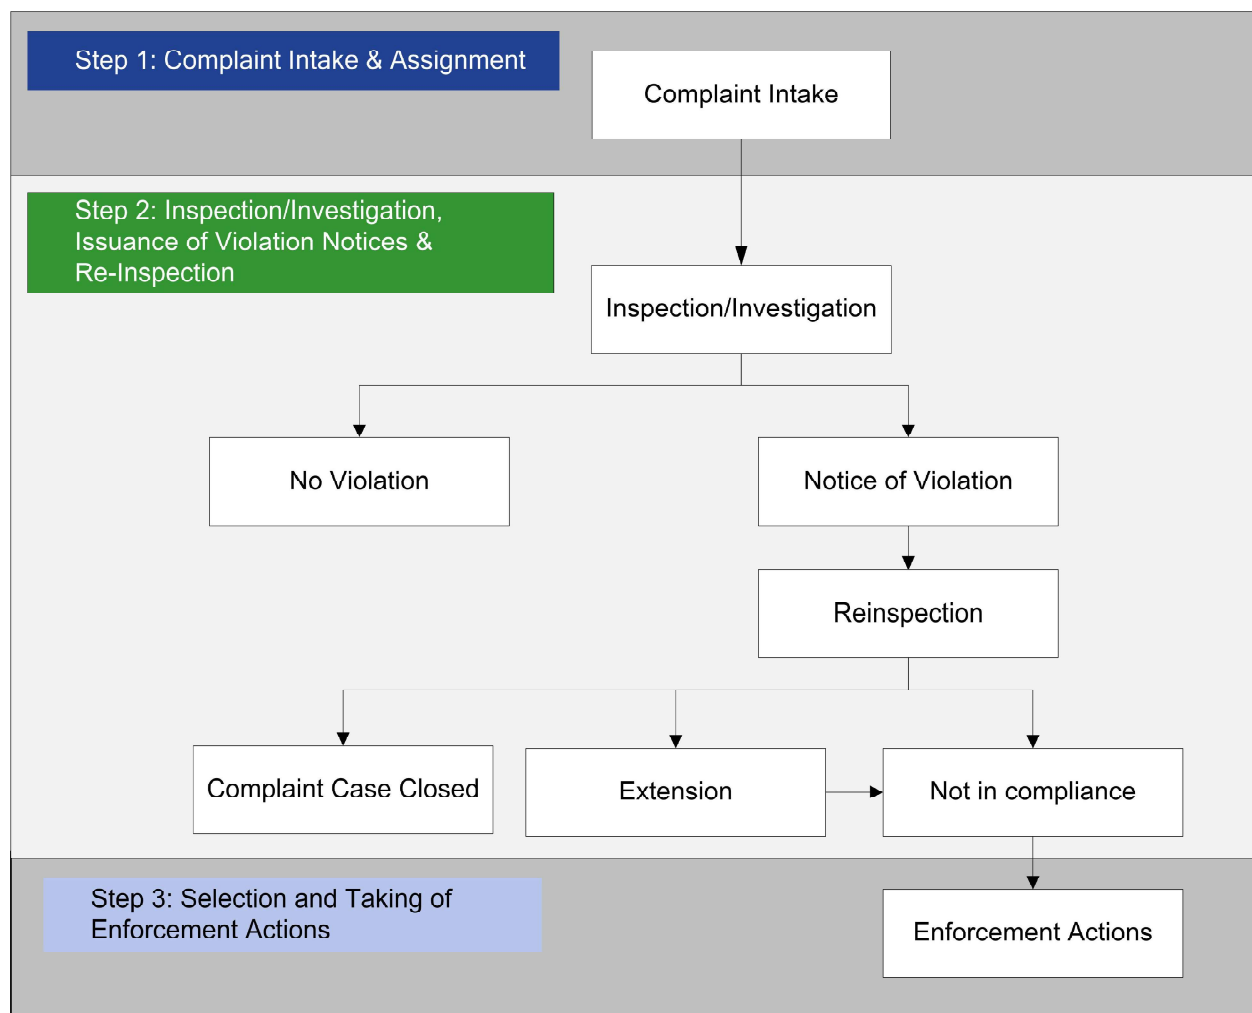 Step 1: Complaint Intake & Assignment
Complaint Intake
Step 2: Inspection/Investigation,
Issuance of Violation Notices &
Re-Inspection
Inspection/Investigation
No Violation
Notice of Violation
Reinspection
Complaint Case Closed
Extension
Not in compliance
Step 3: Selection and Taking of
Enforcement Actions
Enforcement Actions